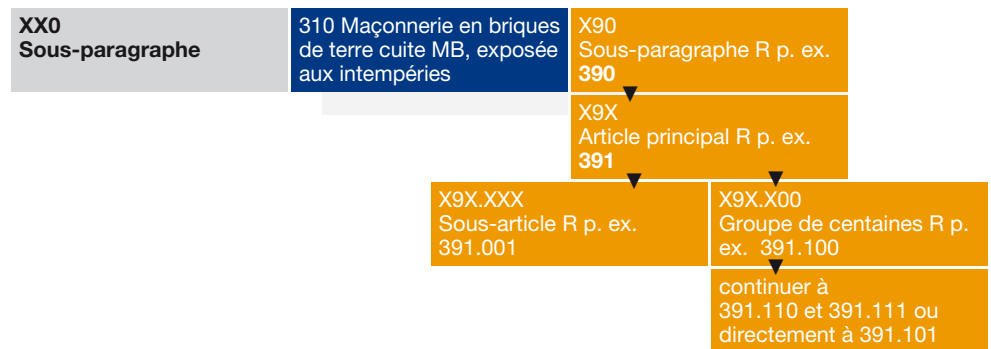 XX0
Sous-paragraphe
310 Maçonnerie en briques
de terre cuite MB, exposée
aux intempéries
X90
Sous-paragraphe R p. ex.
390
X9X
Article principal R p. ex.
391
X9X.XXX
Sous-article R p. ex.
391.001
X9X.X00
Groupe de centaines R p.
ex. 391.100
continuer à
391.110 et 391.111 ou
directement à 391.101